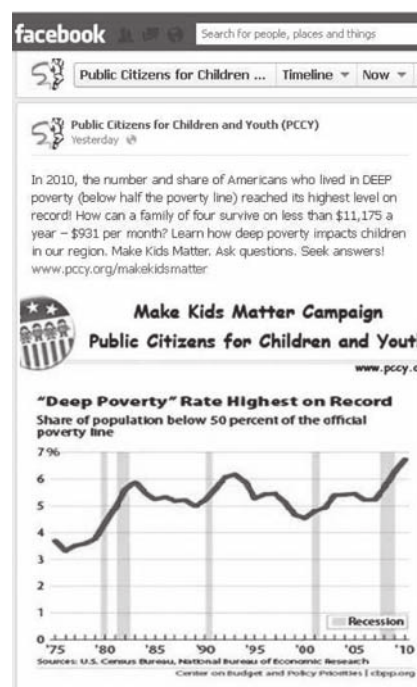 facebook
Search for people, places and things
Public Citizens for Children ... Timeline Now
Public Citizens for Children and Youth (PCCY)
Yesterday
In 2010, the number and share of Americans who lived in DEEP
poverty (below half the poverty line) reached its highest level on
record! How can a family of four survive on less than $11,175 a
year – $931 per month? Learn how deep poverty impacts children
in our region. Make Kids Matter. Ask questions. Seek answers!
www.pccy.org/makekidsmatter
Make Kids Matter Campaign
Public Citizens for Children and Yout
www.pccy.o
"Deep Poverty" Rate Highest on Record
Share of population below 50 percent of the official
poverty line
7%
6
5
4
3
2
1
0
Recession
'75 '80 '85 '90 '95 '00 '05 '10
Sources: U.S. Census Bureau, National Bureau of Economic Research
Center on Budget and Policy Priorities | cbpp.org